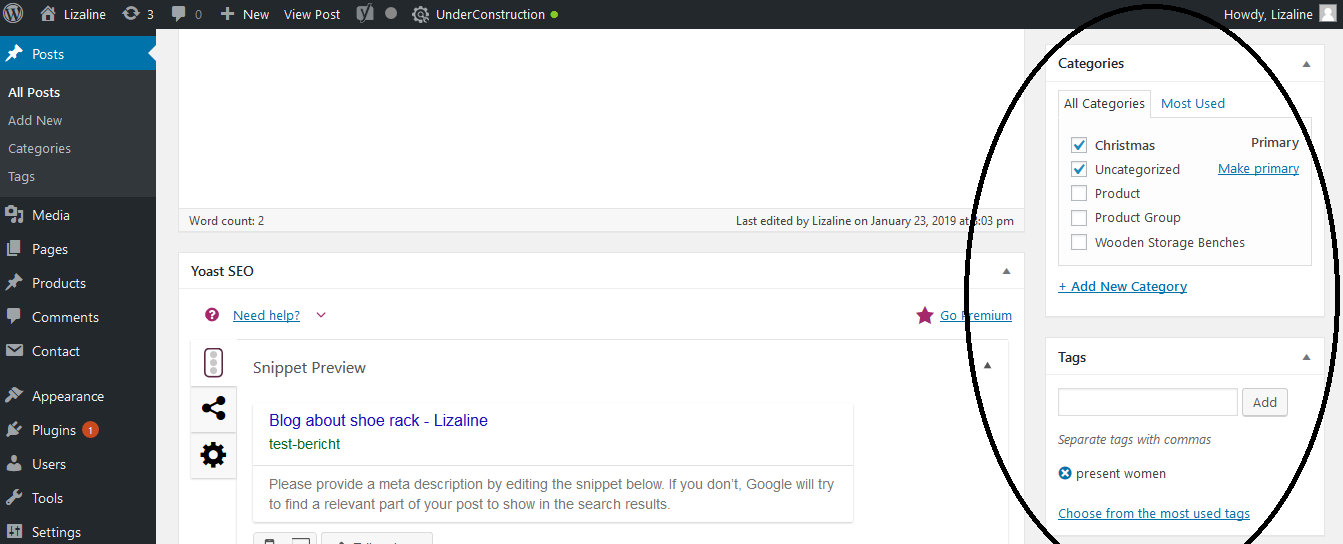 Lizaline 3 0 New View Post UnderConstruction Howdy, Lizaline
Posts
All Posts
Add New
Categories
Tags
Media
Pages
Products
Comments
Contact
Appearance
Plugins 1
Users
Tools
Settings
Word count: 2 Last edited by Lizaline on January 23, 2019 at 3:03 pm
Yoast SEO
Need help? Go Premium
Snippet Preview
Blog about shoe rack - Lizaline
test-bericht
Please provide a meta description by editing the snippet below. If you don't, Google will try
to find a relevant part of your post to show in the search results.
Categories
All Categories Most Used
Christmas Primary
Uncategorized Make primary
Product
Product Group
Wooden Storage Benches
+ Add New Category
Tags
Add
Separate tags with commas
present women
Choose from the most used tags